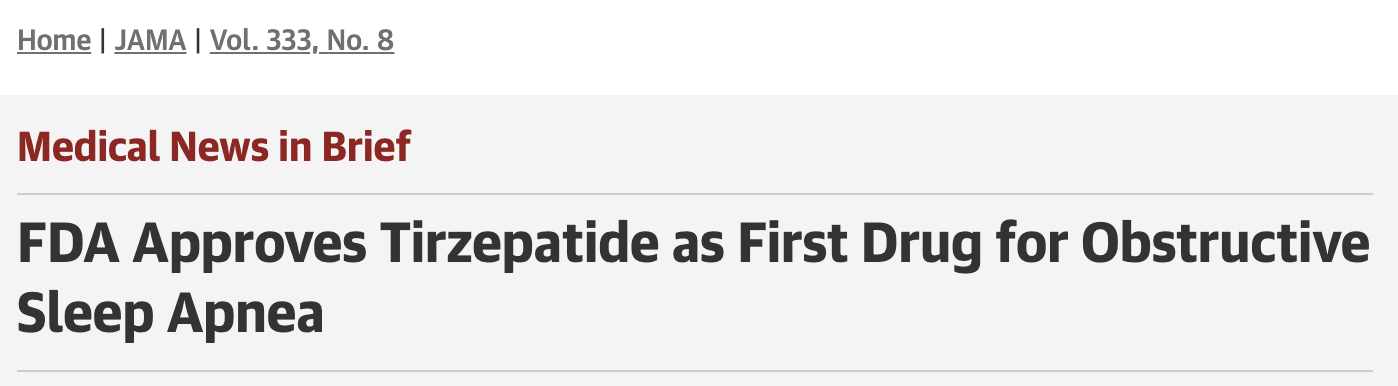 Home | JAMA | Vol. 333, No. 8
Medical News in Brief
FDA Approves Tirzepatide as First Drug for Obstructive
Sleep Apnea